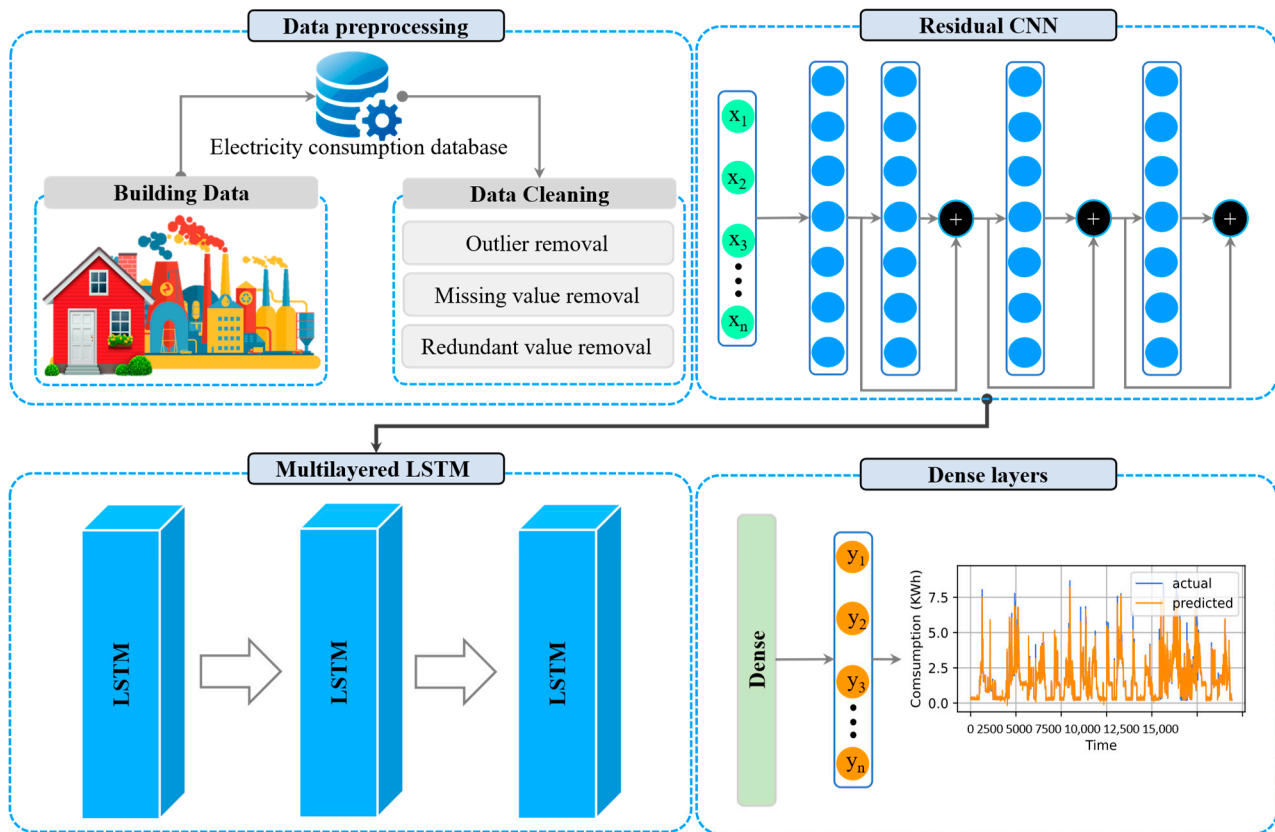 Data preprocessing
Electricity consumption database
Building Data
Data Cleaning
Outlier removal
Missing value removal
Redundant value removal
Residual CNN
x1
x2
x3
xn
+ + +
Multilayered LSTM
LSTM
LSTM
LSTM
Dense layers
Dense
y1
y2
y3
yn
Comsumption (KWh)
7.5
5.0
2.5
0.0
actual
predicted
0 2500 5000 7500 10,000 12,500 15,000
Time